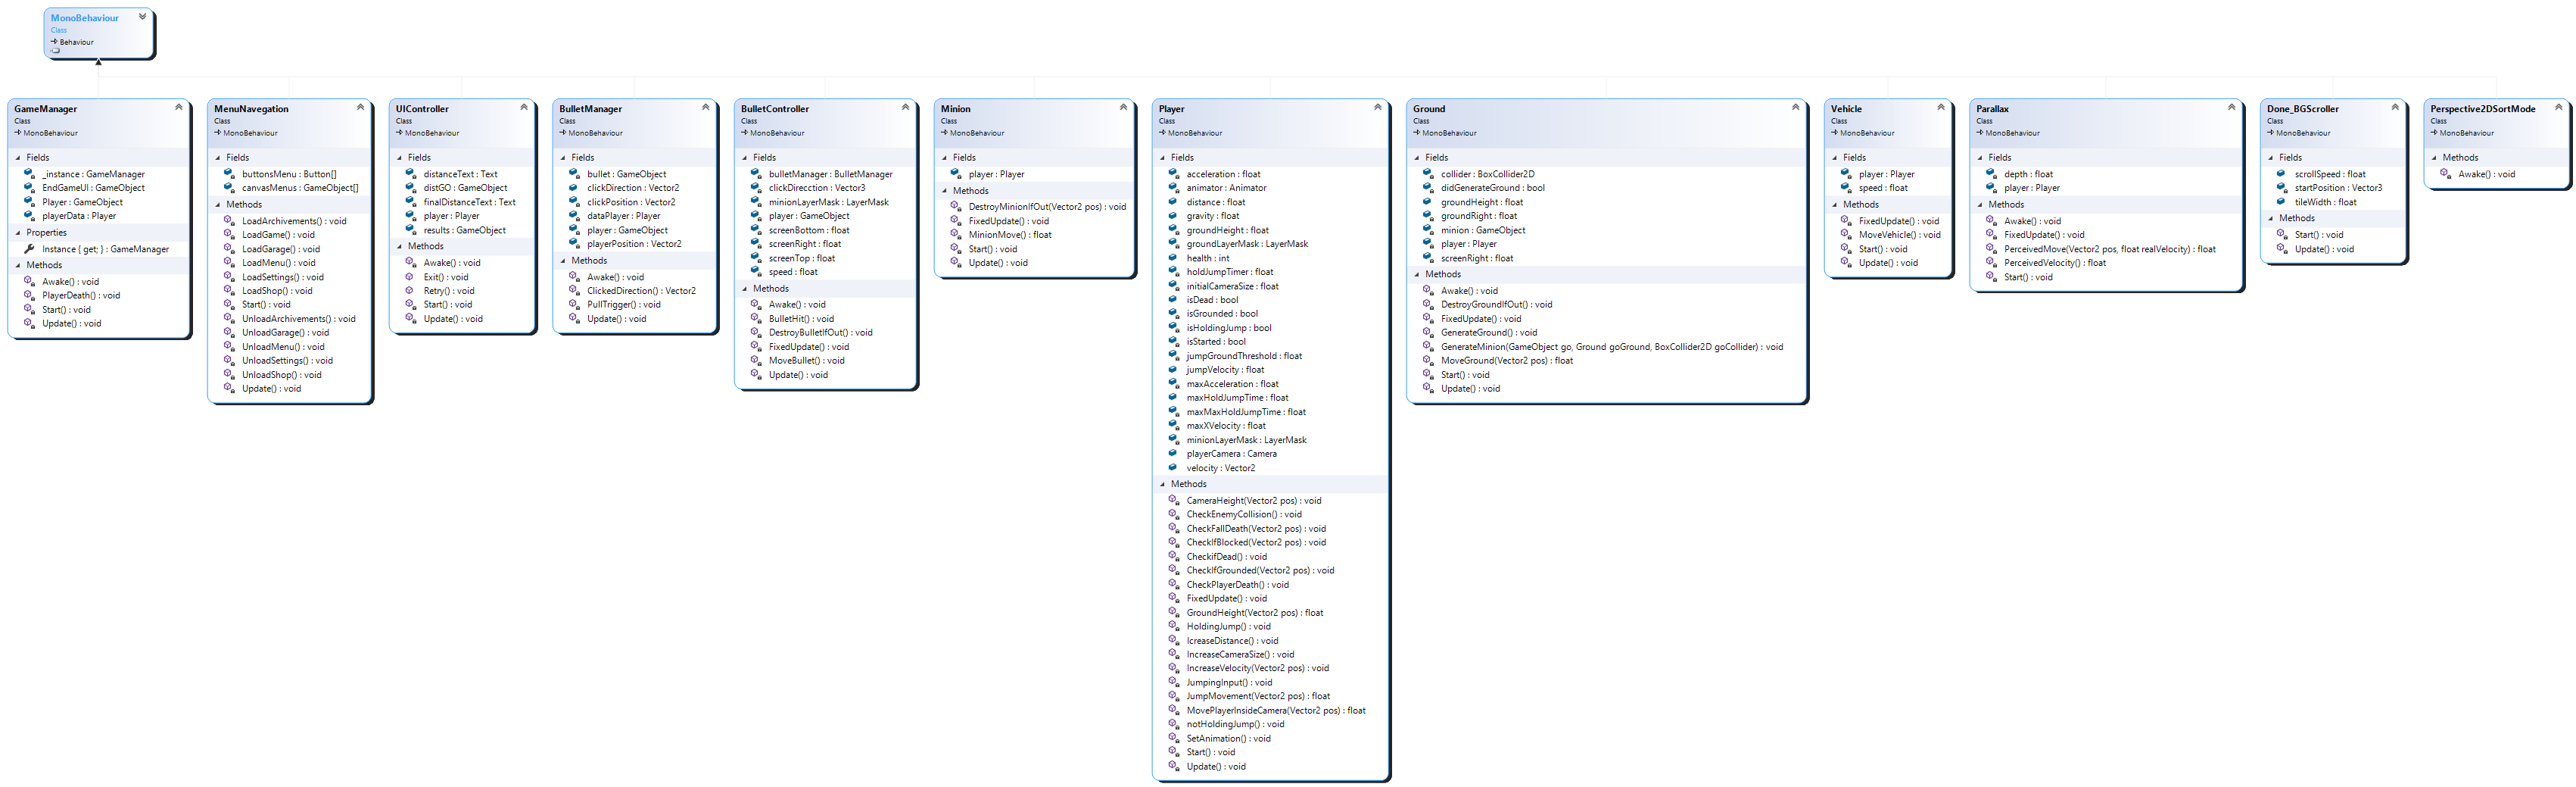 MonoBehaviour
Class
Behaviour
GameManager
Class
MonoBehaviour
Fields
_instance : GameManager
EndGameUI : GameObject
Player : GameObject
playerData : Player
Properties
Instance { get; } : GameManager
Methods
Awake() : void
PlayerDeath() : void
Start() : void
Update() : void
MenuNavegation
Class
MonoBehaviour
Fields
buttonsMenu : Button[]
canvasMenus : GameObject[]
Methods
LoadArchivements() : void
LoadGame() : void
LoadGarage() : void
LoadMenu() : void
LoadSettings() : void
LoadShop() : void
Start() : void
UnloadArchivements() : void
UnloadGarage() : void
UnloadMenu() : void
UnloadSettings() : void
UnloadShop() : void
Update() : void
UIController
Class
MonoBehaviour
Fields
distanceText : Text
distGO : GameObject
finalDistanceText : Text
player : Player
results : GameObject
Methods
Awake() : void
Exit() : void
Retry() : void
Start() : void
Update() : void
BulletManager
Class
MonoBehaviour
Fields
bullet : GameObject
clickDirection : Vector2
clickPosition : Vector2
dataPlayer : Player
player : GameObject
playerPosition : Vector2
Methods
Awake() : void
ClickedDirection() : Vector2
PullTrigger() : void
Update() : void
BulletController
Class
MonoBehaviour
Fields
bulletManager : BulletManager
clickDirecction : Vector3
minionLayerMask : LayerMask
player : GameObject
screenBottom : float
screenRight : float
screenTop : float
speed : float
Methods
Awake() : void
BulletHit() : void
DestroyBulletIfOut() : void
FixedUpdate() : void
MoveBullet() : void
Update() : void
Minion
Class
MonoBehaviour
Fields
player : Player
Methods
DestroyMinionIfOut(Vector2 pos) : void
FixedUpdate() : void
MinionMove() : float
Start() : void
Update() : void
Player
Class
MonoBehaviour
Fields
acceleration : float
animator : Animator
distance : float
gravity : float
groundHeight : float
groundLayerMask : LayerMask
health : int
holdJumpTimer : float
initialCameraSize : float
isDead : bool
isGrounded : bool
isHoldingJump : bool
isStarted : bool
jumpGroundThreshold : float
jumpVelocity : float
maxAcceleration : float
maxHoldJumpTime : float
maxMaxHoldJumpTime : float
maxXVelocity : float
minionLayerMask : LayerMask
playerCamera : Camera
velocity : Vector2
Methods
CameraHeight(Vector2 pos) : void
CheckEnemyCollision() : void
CheckFallDeath(Vector2 pos) : void
CheckIfBlocked(Vector2 pos) : void
CheckifDead() : void
CheckIfGrounded(Vector2 pos) : void
CheckPlayerDeath() : void
FixedUpdate() : void
GroundHeight(Vector2 pos) : float
HoldingJump() : void
IcreaseDistance() : void
IncreaseCameraSize() : void
IncreaseVelocity(Vector2 pos) : void
JumpingInput() : void
JumpMovement(Vector2 pos) : float
MovePlayerInsideCamera(Vector2 pos) : float
notHoldingJump() : void
SetAnimation() : void
Start() : void
Update() : void
Ground
Class
MonoBehaviour
Fields
collider : BoxCollider2D
didGenerateGround : bool
groundHeight : float
groundRight : float
minion : GameObject
player : Player
screenRight : float
Methods
Awake() : void
DestroyGroundIfOut() : void
FixedUpdate() : void
GenerateGround() : void
GenerateMinion(GameObject go, Ground goGround, BoxCollider2D goCollider) : void
MoveGround(Vector2 pos) : float
Start() : void
Update() : void
Vehicle
Class
MonoBehaviour
Fields
player : Player
speed : float
Methods
FixedUpdate() : void
MoveVehicle() : void
Start() : void
Update() : void
Parallax
Class
MonoBehaviour
Fields
depth : float
player : Player
Methods
Awake() : void
FixedUpdate() : void
PerceivedMove(Vector2 pos, float realVelocity) : float
PerceivedVelocity() : float
Start() : void
Done_BGScroller
Class
MonoBehaviour
Fields
scrollSpeed : float
startPosition : Vector3
tileWidth : float
Methods
Start() : void
Update() : void
Perspective2DSortMode
Class
MonoBehaviour
Methods
Awake() : void